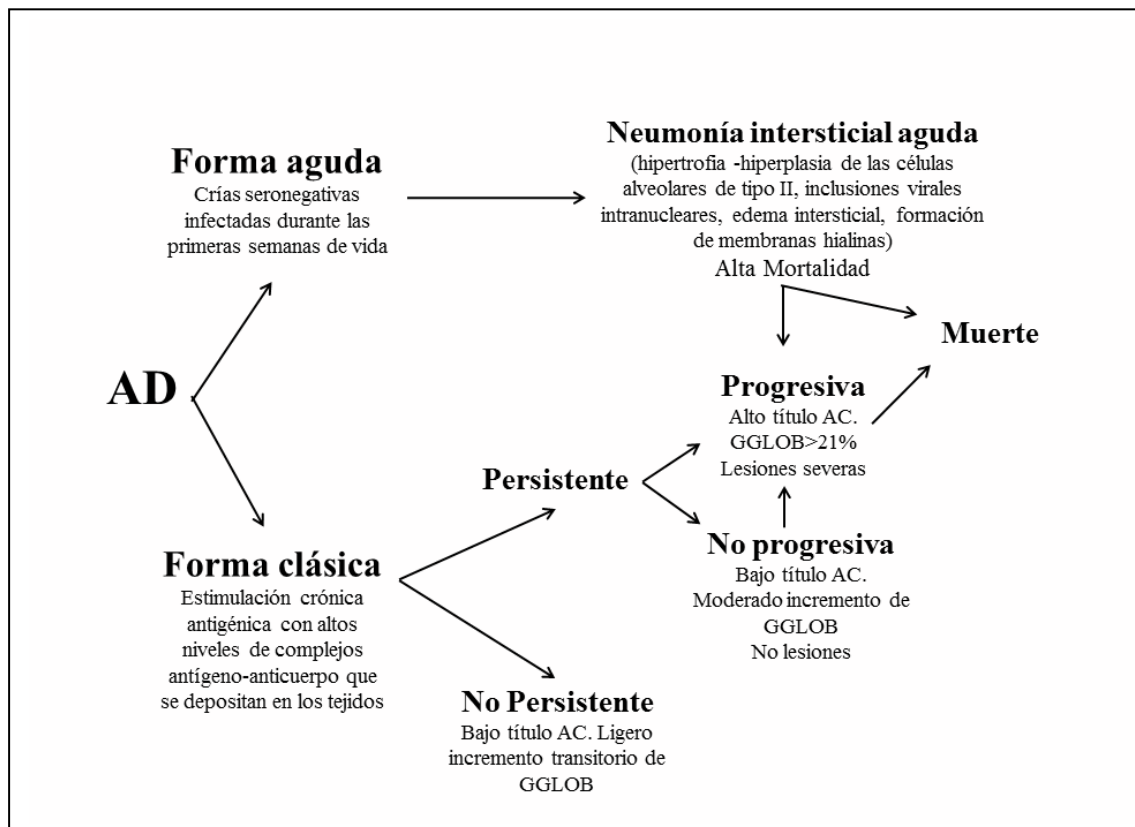 Forma aguda
Crías seronegativas
infectadas durante las
primeras semanas de vida
Neumonía intersticial aguda
(hipertrofia -hiperplasia de las células
alveolares de tipo II, inclusiones virales
intranucleares, edema intersticial, formación
de membranas hialinas)
Alta Mortalidad
Muerte
AD
Progresiva
Alto título AC.
GGLOB>21%
Lesiones severas
Persistente
No progresiva
Bajo título AC.
Moderado incremento de
GGLOB
No lesiones
Forma clásica
Estimulación crónica
antigénica con altos
niveles de complejos
antígeno-anticuerpo que
se depositan en los tejidos
No Persistente
Bajo título AC. Ligero
incremento transitorio de
GGLOB